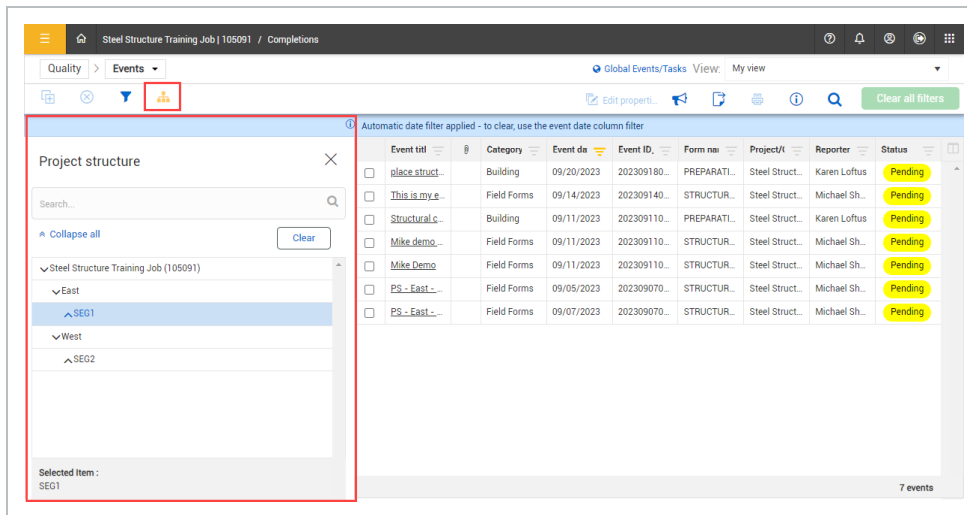 Steel Structure Training Job | 105091 / Completions
Quality > Events
Global Events/Tasks View: My view
Edit properti...
Clear all filters
Automatic date filter applied - to clear, use the event date column filter
Project structure
Search...
Collapse all
Clear
Steel Structure Training Job (105091)
East
SEG1
West
SEG2
Selected Item :
SEG1
Event titl Category Event da Event ID, Form nar Project/( Reporter Status
place struct... Building 09/20/2023 202309180... PREPARATI... Steel Struct... Karen Loftus Pending
This is my e... Field Forms 09/14/2023 202309140... STRUCTUR... Steel Struct... Michael Sh... Pending
Structural c... Building 09/11/2023 202309110... PREPARATI... Steel Struct... Karen Loftus Pending
Mike demo ... Field Forms 09/11/2023 202309110... STRUCTUR... Steel Struct... Michael Sh... Pending
Mike Demo Field Forms 09/11/2023 202309110... STRUCTUR... Steel Struct... Michael Sh... Pending
PS - East - ... Field Forms 09/05/2023 202309070... STRUCTUR... Steel Struct... Michael Sh... Pending
PS - East - ... Field Forms 09/07/2023 202309070... STRUCTUR... Steel Struct... Michael Sh... Pending
7 events